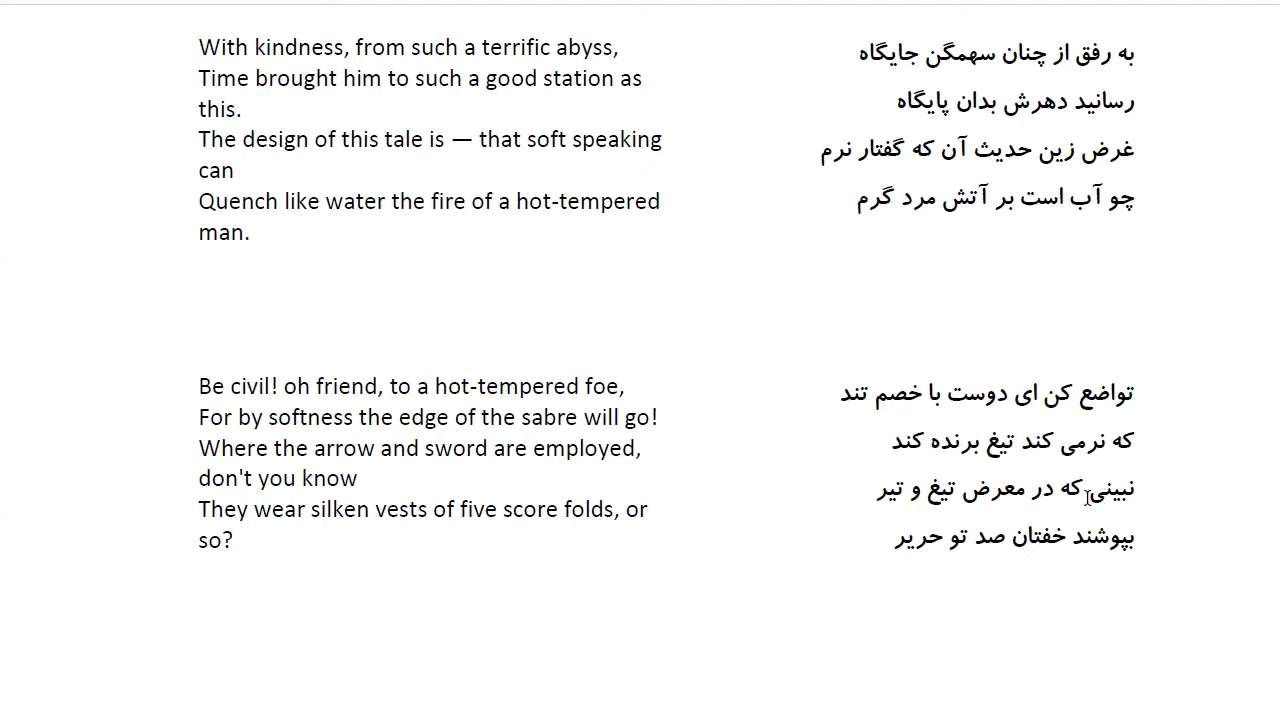 With kindness, from such a terrific abyss,
Time brought him to such a good station as
this.
The design of this tale is — that soft speaking
can
Quench like water the fire of a hot-tempered
man.
به رفق از چنان سهمگن جایگاه
رسانید دهرش بدان پایگاه
غرض زین حدیث آن که گفتار نرم
چو آب است بر آتش مرد گرم
Be civil! oh friend, to a hot-tempered foe,
For by softness the edge of the sabre will go!
Where the arrow and sword are employed,
don't you know
They wear silken vests of five score folds, or
so?
تواضع کن ای دوست با خصم تند
که نرمی کند تیغ برنده کند
نبینی که در معرض تیغ و تیر
بپوشند خفتان صد تو حریر